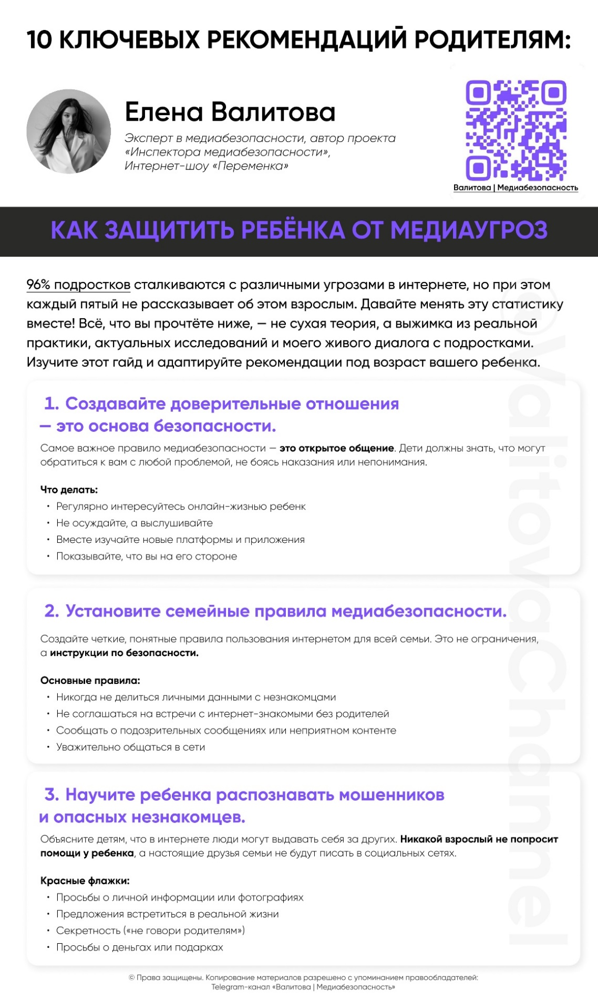 10 КЛЮЧЕВЫХ РЕКОМЕНДАЦИЙ РОДИТЕЛЯМ:
Елена Валитова
Эксперт в медиабезопасности, автор проекта
«Инспектора медиабезопасности»,
Интернет-шоу «Переменка»
Валитова | Медиабезопасность
КАК ЗАЩИТИТЬ РЕБЁНКА ОТ МЕДИАУГРОЗ
96% подростков сталкиваются с различными угрозами в интернете, но при этом
каждый пятый не рассказывает об этом взрослым. Давайте менять эту статистику
вместе! Всё, что вы прочтёте ниже, — не сухая теория, а выжимка из реальной
практики, актуальных исследований и моего живого диалога с подростками.
Изучите этот гайд и адаптируйте рекомендации под возраст вашего ребенка.
1. Создавайте доверительные отношения
— это основа безопасности.
Самое важное правило медиабезопасности — это открытое общение. Дети должны знать, что могут
обратиться к вам с любой проблемой, не боясь наказания или непонимания.
Что делать:
• Регулярно интересуйтесь онлайн-жизнью ребенк
• Не осуждайте, а выслушивайте
• Вместе изучайте новые платформы и приложения
• Показывайте, что вы на его стороне
2. Установите семейные правила медиабезопасности.
Создайте четкие, понятные правила пользования интернетом для всей семьи. Это не ограничения,
а инструкции по безопасности.
Основные правила:
• Никогда не делиться личными данными с незнакомцами
• Не соглашаться на встречи с интернет-знакомыми без родителей
• Сообщать о подозрительных сообщениях или неприятном контенте
• Уважительно общаться в сети
3. Научите ребенка распознавать мошенников
и опасных незнакомцев.
Объясните детям, что в интернете люди могут выдавать себя за других. Никакой взрослый не попросит
помощи у ребенка, а настоящие друзья семьи не будут писать в социальных сетях.
Красные флажки:
• Просьбы о личной информации или фотографиях
• Предложения встретиться в реальной жизни
• Секретность («не говори родителям»)
• Просьбы о деньгах или подарках
@ValitovaChannel
© Права защищены. Копирование материалов разрешено с упоминанием правообладателей:
Telegram-канал «Валитова | Медиабезопасность»